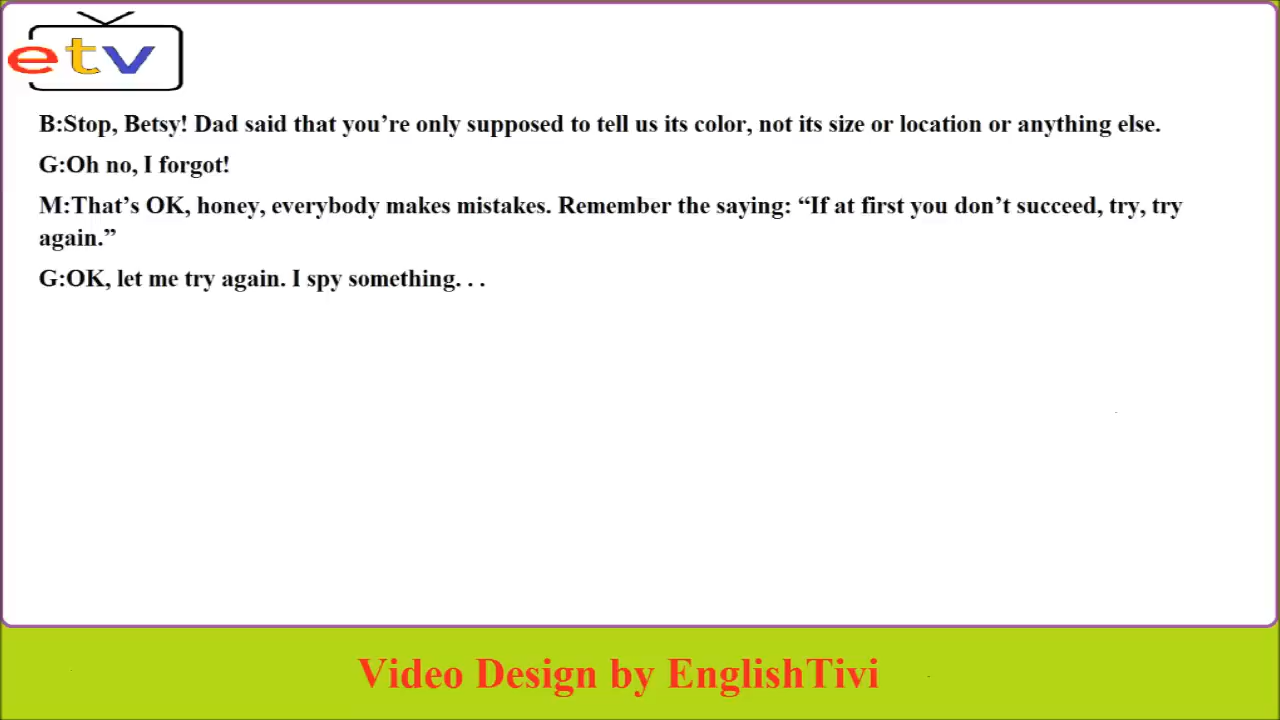 etv
B:Stop, Betsy! Dad said that you’re only supposed to tell us its color, not its size or location or anything else.
G:Oh no, I forgot!
M:That’s OK, honey, everybody makes mistakes. Remember the saying: “If at first you don’t succeed, try, try
again.”
G:OK, let me try again. I spy something. . .
Video Design by EnglishTivi